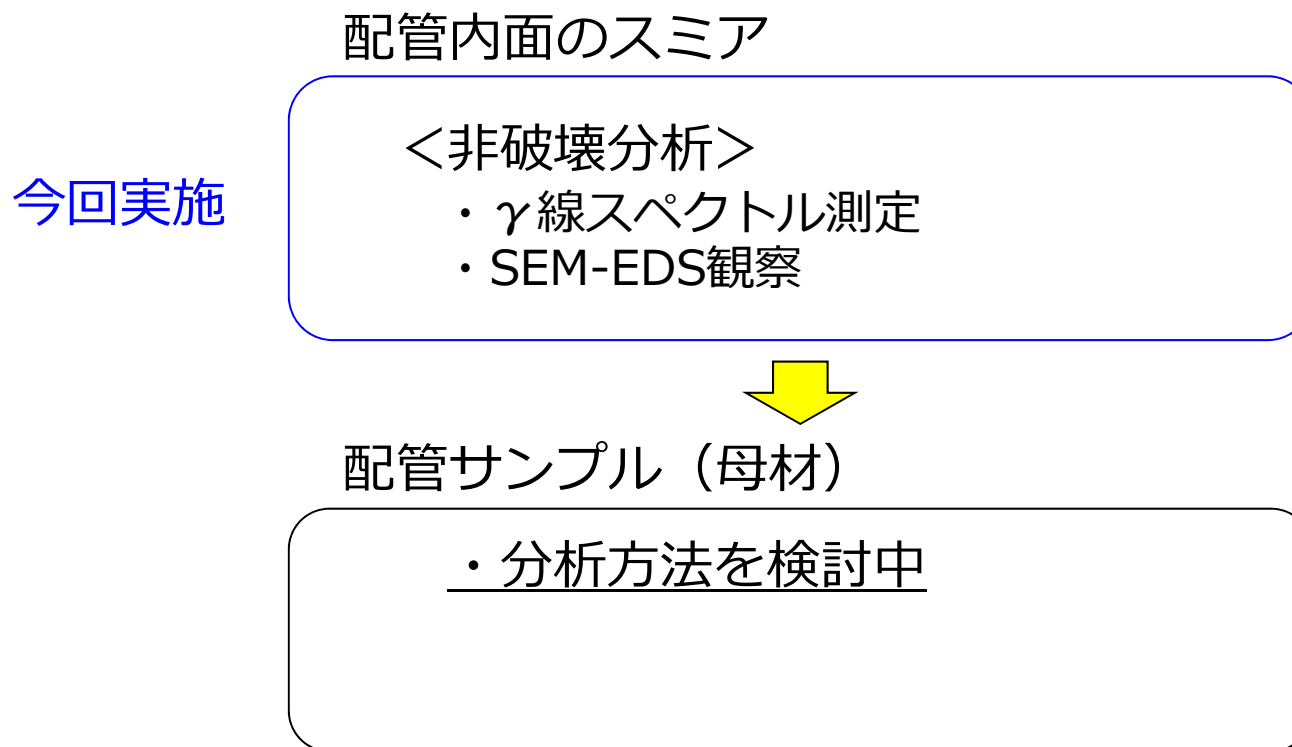 配管内面のスミア
今回実施
＜非破壊分析＞
・γ線スペクトル測定
・SEM-EDS観察
配管サンプル（母材）
・分析方法を検討中